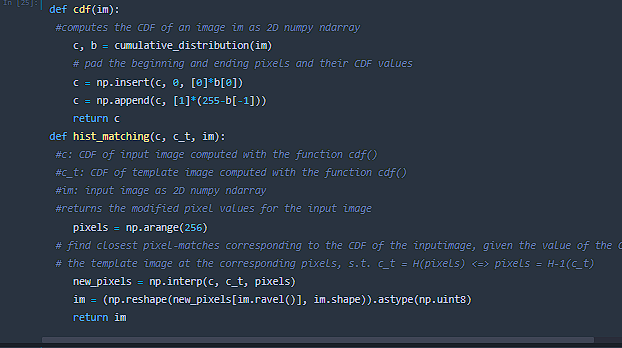 In [25]:
def cdf(im):
#computes the CDF of an image im as 2D numpy ndarray
c, b = cumulative_distribution(im)
# pad the beginning and ending pixels and their CDF values
c = np.insert(c, 0, [0]*b[0])
c = np.append(c, [1]*(255-b[-1]))
return c
def hist_matching(c, c_t, im):
#c: CDF of input image computed with the function cdf()
#c_t: CDF of template image computed with the function cdf()
#im: input image as 2D numpy ndarray
#returns the modified pixel values for the input image
pixels = np.arange(256)
# find closest pixel-matches corresponding to the CDF of the inputimage, given the value of the
# the template image at the corresponding pixels, s.t. c_t = H(pixels) <=> pixels = H-1(c_t)
new_pixels = np.interp(c, c_t, pixels)
im = (np.reshape(new_pixels[im.ravel()], im.shape)).astype(np.uint8)
return im